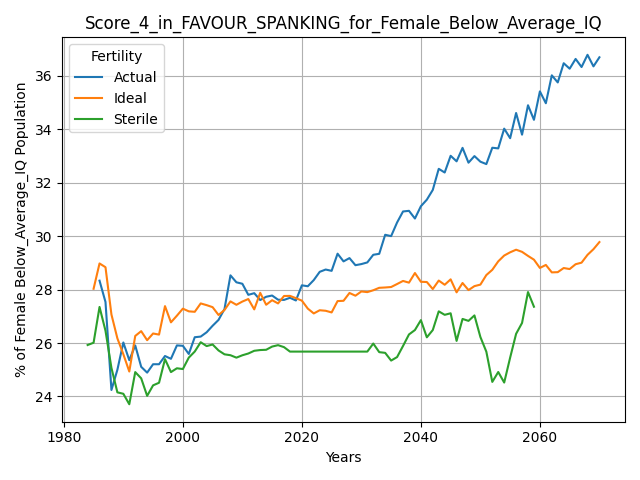 Score_4_in_FAVOUR_SPANKING_for_Female_Below_Average_IQ
% of Female Below_Average_IQ Population
36
34
32
30
28
26
24
Fertility
Actual
Ideal
Sterile
1980
2000
2020
2040
2060
Years